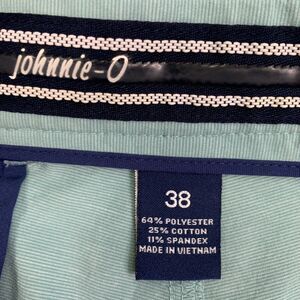 johnnie-O
38
64% POLYESTER
25% COTTON
11% SPANDEX
MADE IN VIETNAM